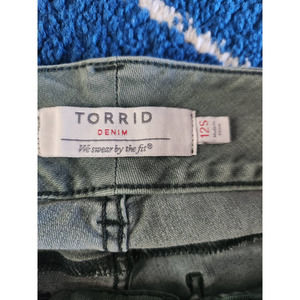 TORRID
DENIM
We swear by the fit®
12S